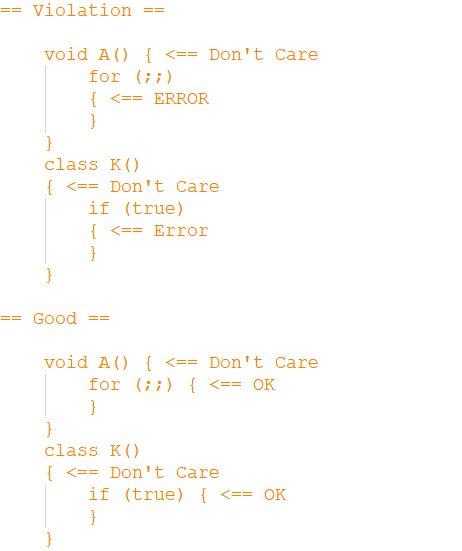 == Violation ==
void A() { <== Don't Care
for (;;)
{ <== ERROR
}
}
class K()
{ <== Don't Care
if (true)
{ <== Error
}
}
== Good ==
void A() { <== Don't Care
for (;;) { <== OK
}
}
class K()
{ <== Don't Care
if (true) { <== OK
}
}